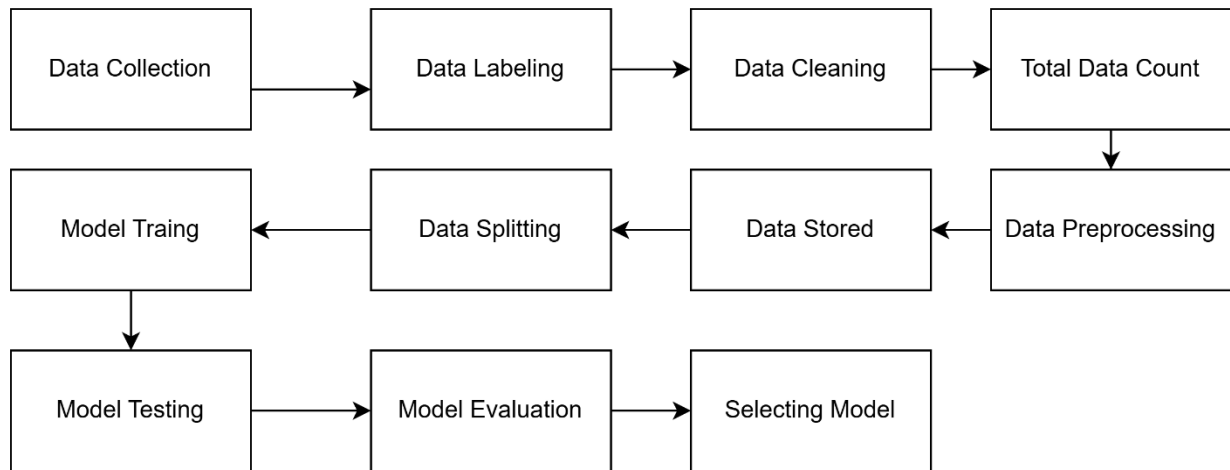 Data Collection
Data Labeling
Data Cleaning
Total Data Count
Data Preprocessing
Data Stored
Data Splitting
Model Traing
Model Testing
Model Evaluation
Selecting Model